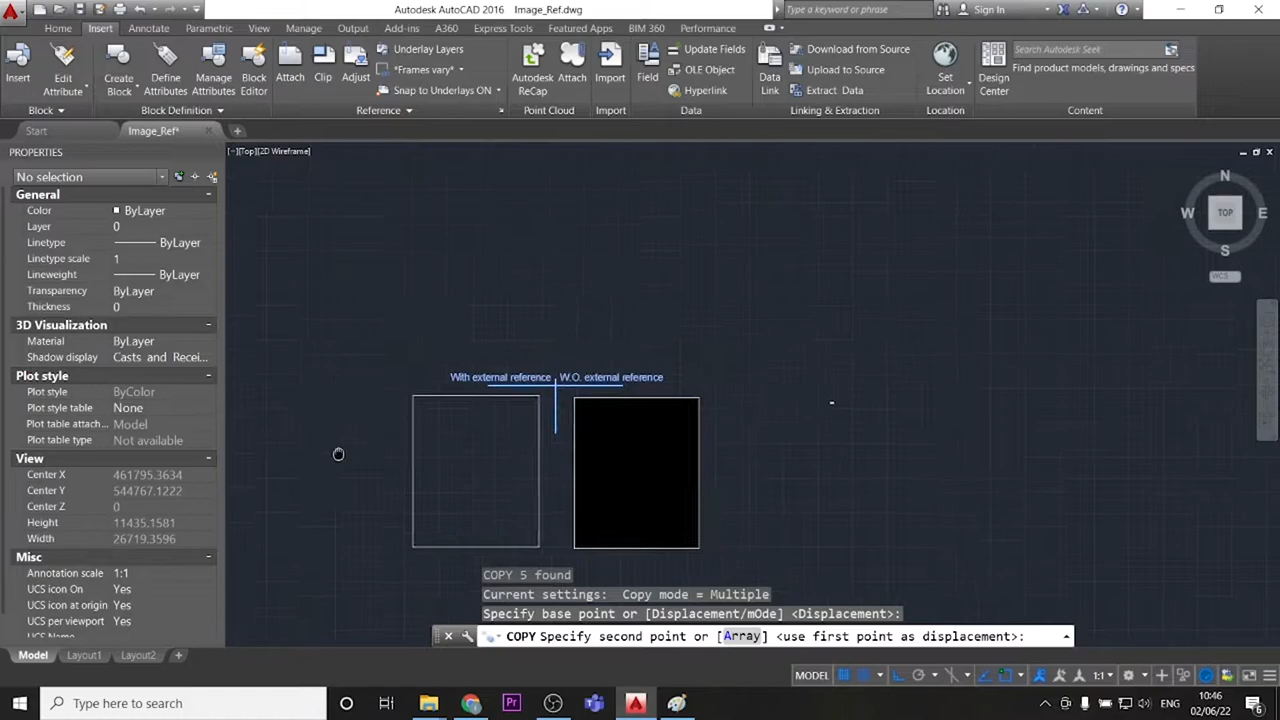 Autodesk AutoCAD 2016 Image_Ref.dwg
Type a keyword or phrase
Sign In
Home Insert Annotate Parametric View Manage Output Add-ins A360 Express Tools Featured Apps BIM 360 Performance
Insert
Edit Attribute
Create Block
Define Attributes
Manage Attributes
Block Editor
Attach
Clip
Adjust
Underlay Layers
*Frames vary*
Snap to Underlays ON
Autodesk ReCap
Attach
Import
Field
Update Fields
OLE Object
Hyperlink
Data Link
Download from Source
Upload to Source
Extract Data
Set Location
Design Center
Search Autodesk Seek
Find product models, drawings and specs
Block Block Definition Reference Point Cloud Import Data Linking & Extraction Location Content
Start Image_Ref*
PROPERTIES
[−][Top][2D Wireframe]
No selection
General
Color ByLayer
Layer 0
Linetype ByLayer
Linetype scale 1
Lineweight ByLayer
Transparency ByLayer
Thickness 0
3D Visualization
Material ByLayer
Shadow display Casts and Recei...
Plot style
Plot style ByColor
Plot style table None
Plot table attach... Model
Plot table type Not available
View
Center X 461795.3634
Center Y 544767.1222
Center Z 0
Height 11435.1581
Width 26719.3596
Misc
Annotation scale 1:1
UCS icon On Yes
UCS icon at origin Yes
UCS per viewport Yes
UCS Name
N
W TOP E
S
WCS
With external reference W.O. external reference
COPY 5 found
Current settings: Copy mode = Multiple
Specify base point or [Displacement/mOde] <Displacement>:
COPY Specify second point or [Array] <use first point as displacement>:
Model Layout1 Layout2
MODEL 1:1
Type here to search
Pr
ENG
10:46
02/06/22
6